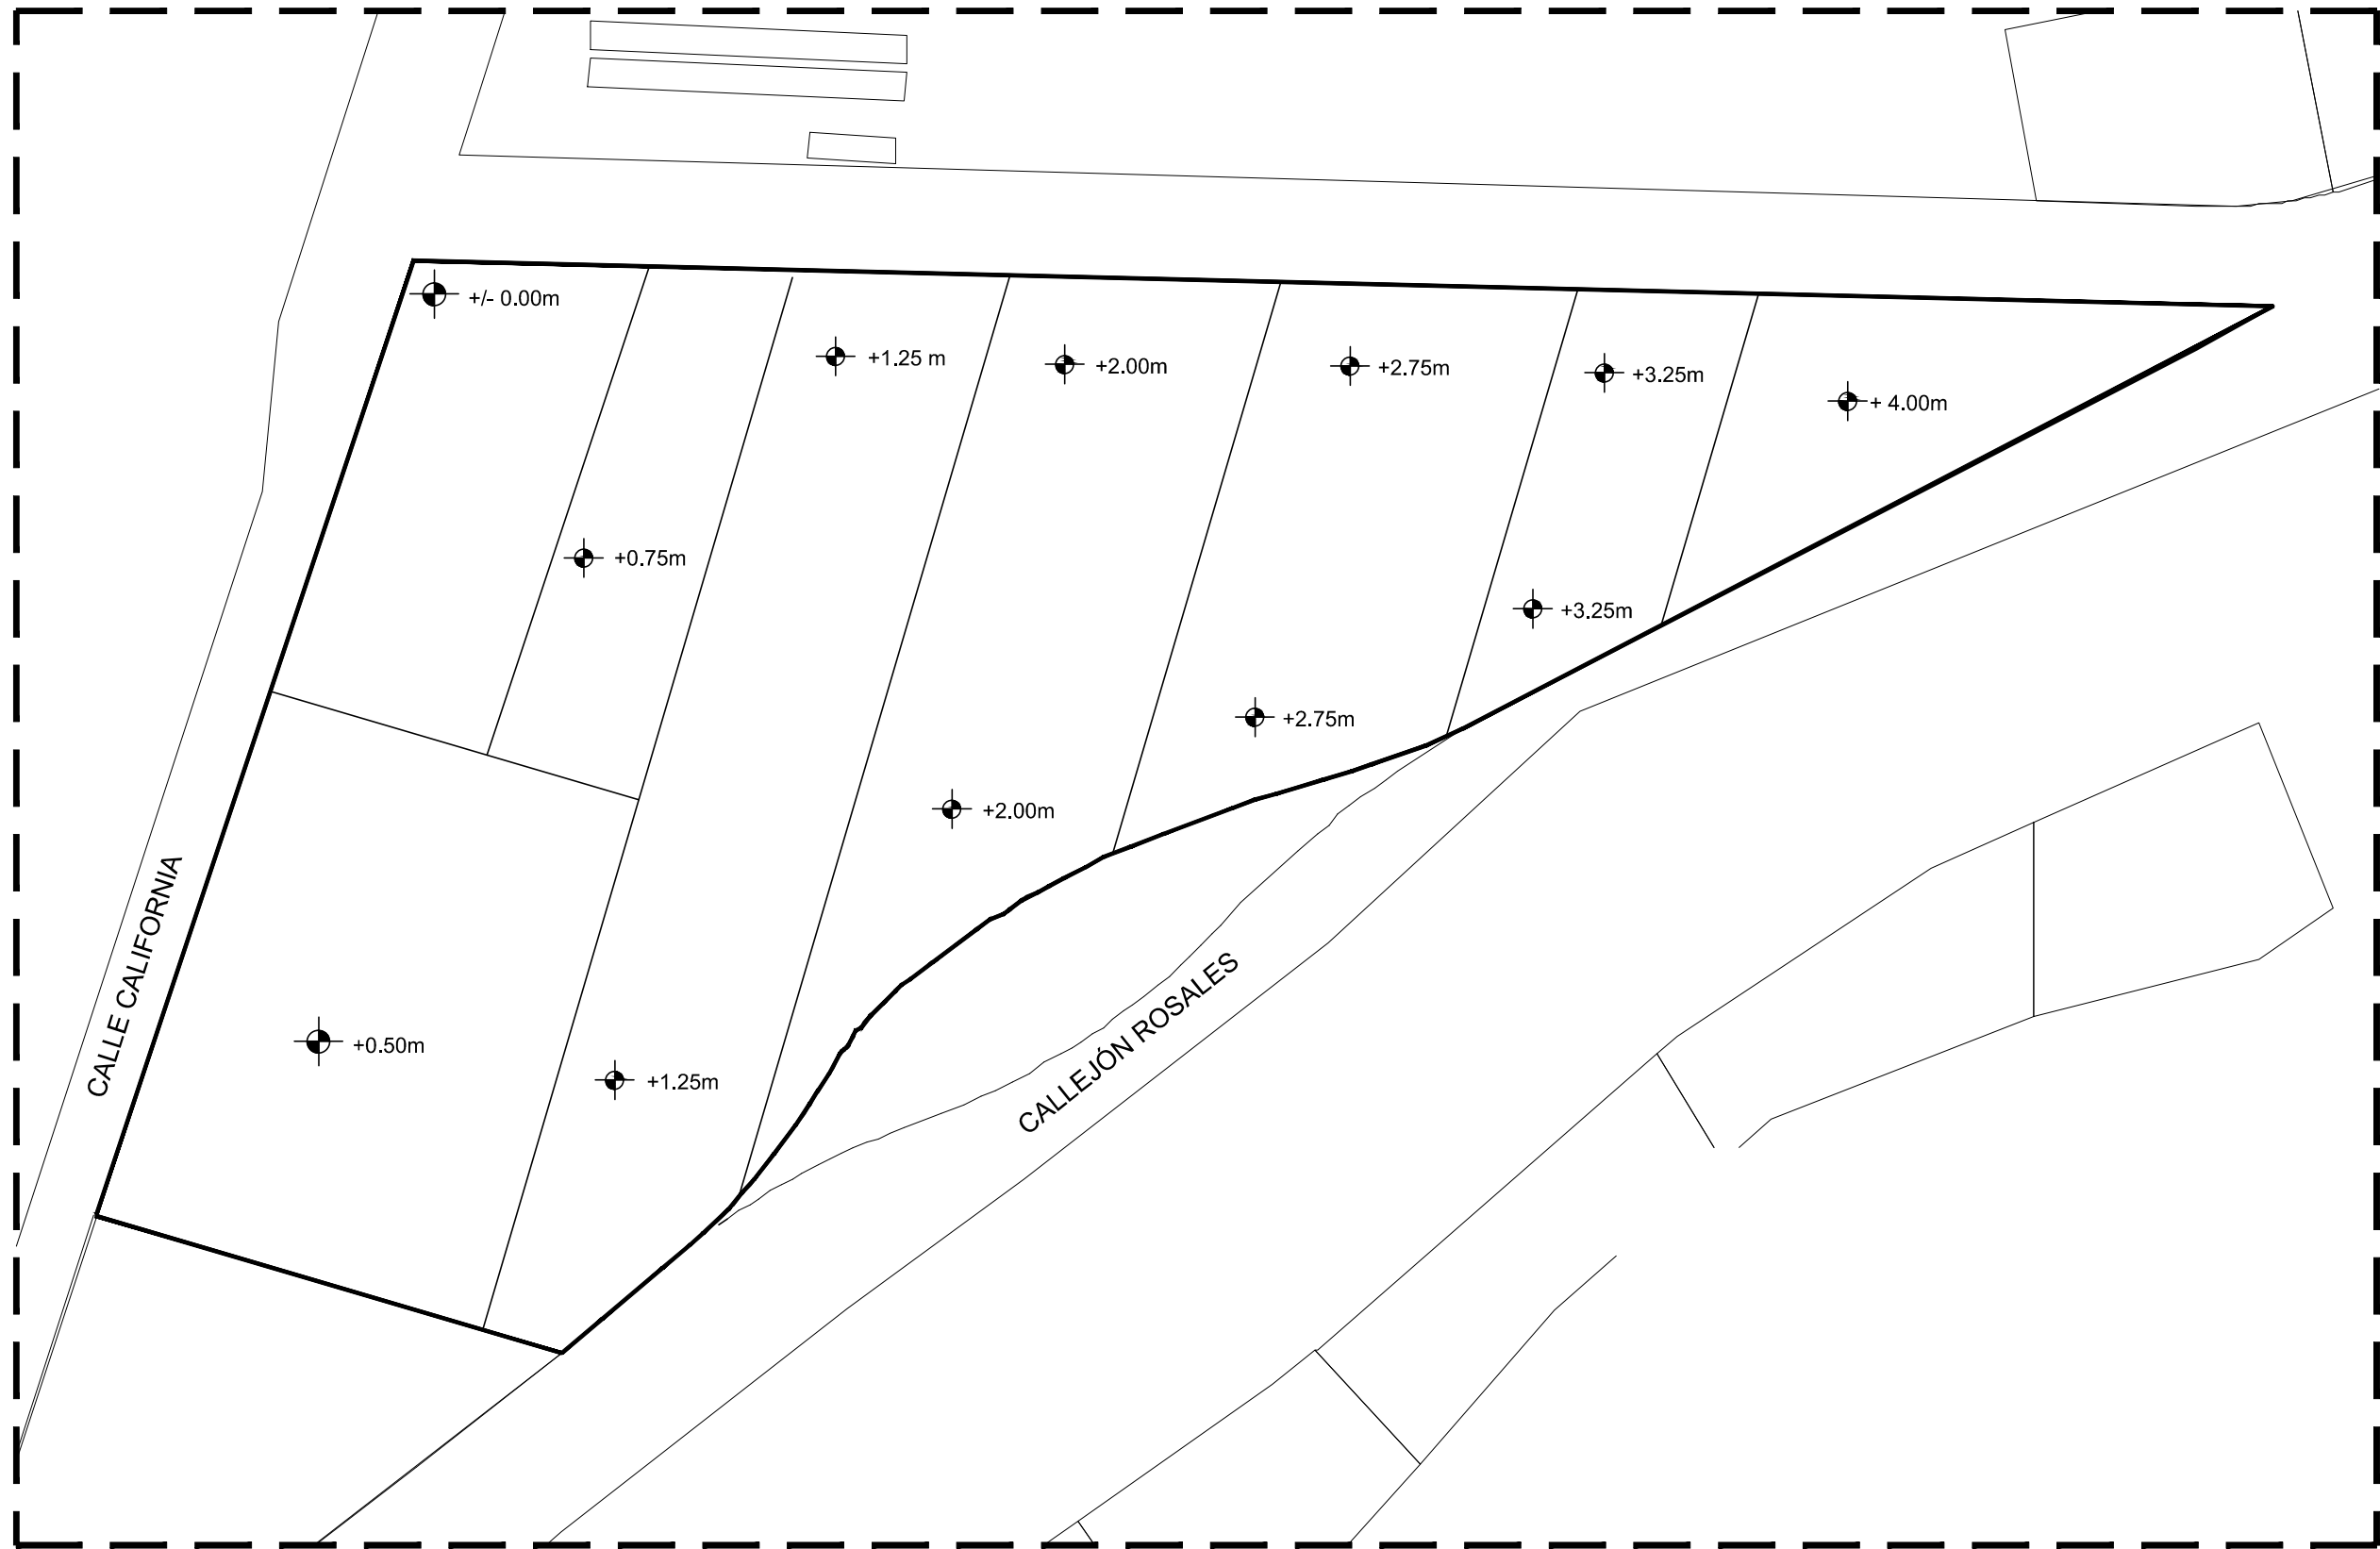 +/- 0.00m
+1.25 m
+2.00m
+2.75m
+3.25m
+ 4.00m
+0.75m
+3.25m
+2.75m
+2.00m
CALLE CALIFORNIA
CALLEJÓN ROSALES
+0.50m
+1.25m